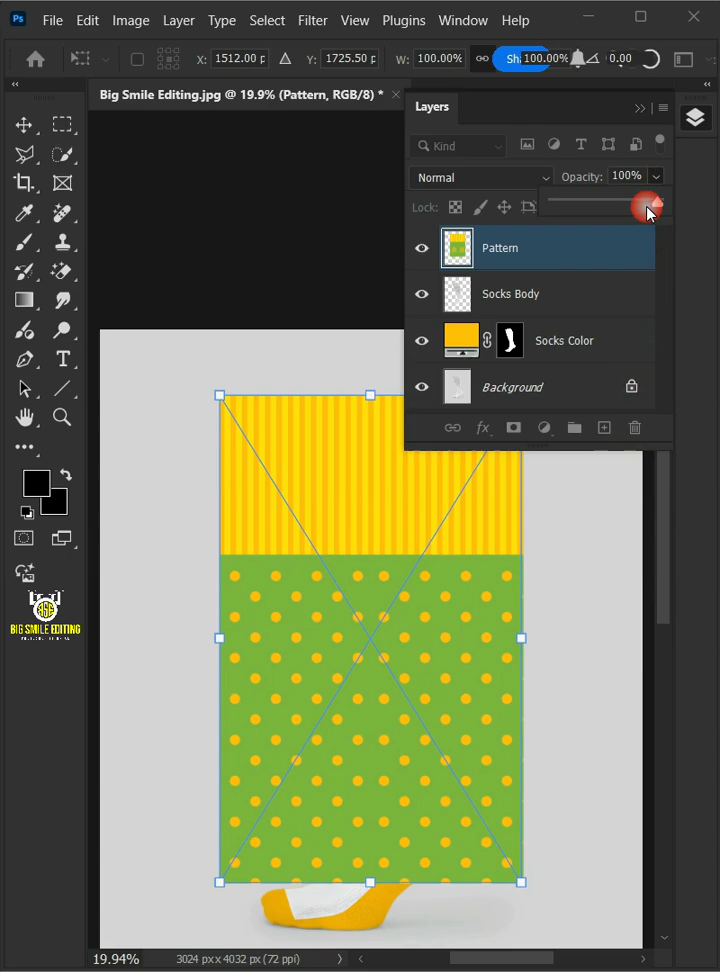 Ps File Edit Image Layer Type Select Filter View Plugins Window Help
X: 1512.00 p Y: 1725.50 p W: 100.00% Sh 100.00% 0.00
Big Smile Editing.jpg @ 19.9% (Pattern, RGB/8) *
Layers
Kind
Normal Opacity: 100%
Lock:
Pattern
Socks Body
Socks Color
Background
BIG SMILE EDITING
19.94% 3024 px x 4032 px (72 ppi)